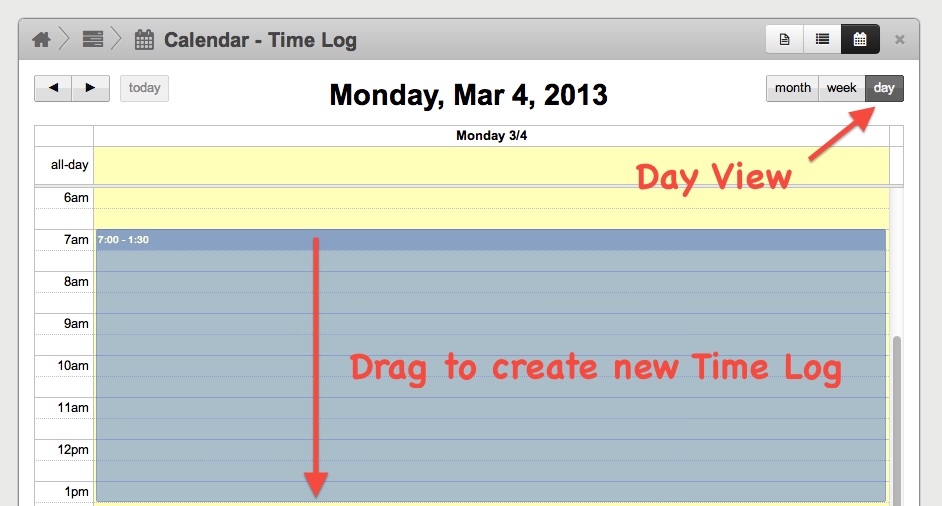 Calendar - Time Log
today
Monday, Mar 4, 2013
month week day
Monday 3/4
all-day
Day View
6am
7am
7:00 - 1:30
8am
9am
10am
Drag to create new Time Log
11am
12pm
1pm